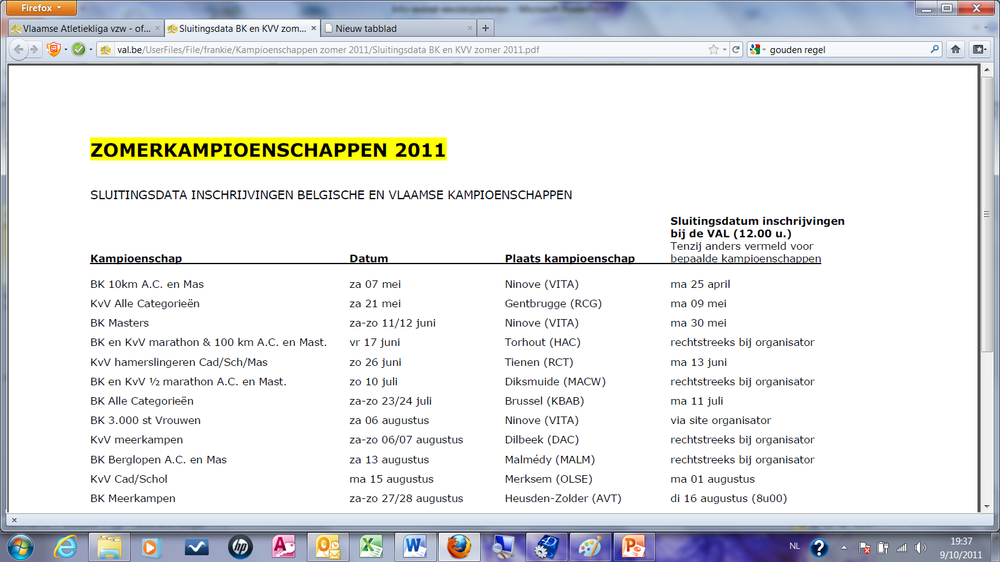 Firefox
Vlaamse Atletiekliga vzw - of...
Sluitingsdata BK en KVV zom...
Nieuw tabblad
val.be/UserFiles/File/frankie/Kampioenschappen zomer 2011/Sluitingsdata BK en KVV zomer 2011.pdf
gouden regel
ZOMERKAMPIOENSCHAPPEN 2011
SLUITINGSDATA INSCHRIJVINGEN BELGISCHE EN VLAAMSE KAMPIOENSCHAPPEN
Sluitingsdatum inschrijvingen
bij de VAL (12.00 u.)
Tenzij anders vermeld voor
Kampioenschap Datum Plaats kampioenschap bepaalde kampioenschappen
BK 10km A.C. en Mas za 07 mei Ninove (VITA) ma 25 april
KvV Alle Categorieën za 21 mei Gentbrugge (RCG) ma 09 mei
BK Masters za-zo 11/12 juni Ninove (VITA) ma 30 mei
BK en KvV marathon & 100 km A.C. en Mast. vr 17 juni Torhout (HAC) rechtstreeks bij organisator
KvV hamerslingeren Cad/Sch/Mas zo 26 juni Tienen (RCT) ma 13 juni
BK en KvV ½ marathon A.C. en Mast. zo 10 juli Diksmuide (MACW) rechtstreeks bij organisator
BK Alle Categorieën za-zo 23/24 juli Brussel (KBAB) ma 11 juli
BK 3.000 st Vrouwen za 06 augustus Ninove (VITA) via site organisator
KvV meerkampen za-zo 06/07 augustus Dilbeek (DAC) rechtstreeks bij organisator
BK Berglopen A.C. en Mas za 13 augustus Malmédy (MALM) rechtstreeks bij organisator
KvV Cad/Schol ma 15 augustus Merksem (OLSE) ma 01 augustus
BK Meerkampen za-zo 27/28 augustus Heusden-Zolder (AVT) di 16 augustus (8u00)
NL
19:37
9/10/2011